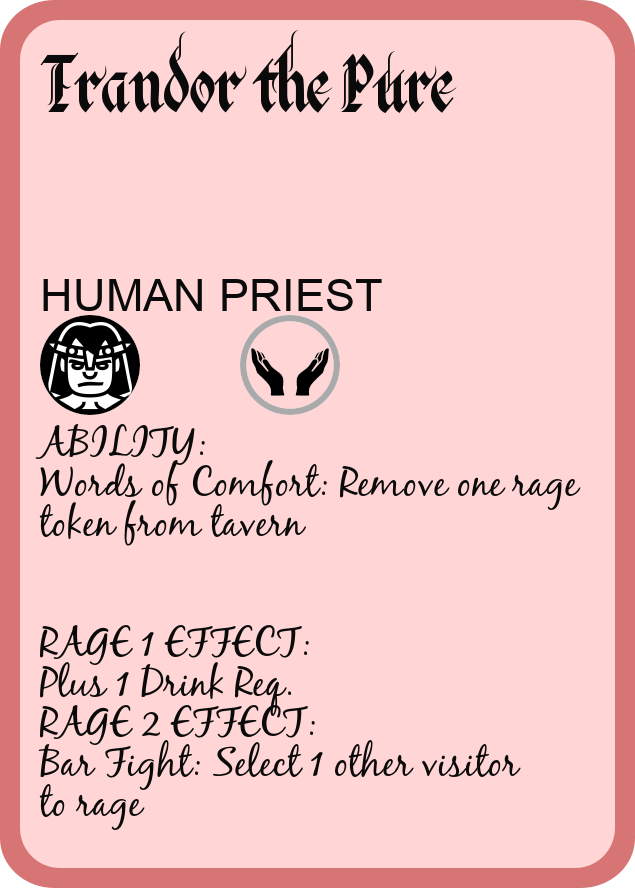 Trandor the Pure
HUMAN PRIEST
ABILITY:
Words of Comfort: Remove one rage
token from tavern
RAGE 1 EFFECT:
Plus 1 Drink Req.
RAGE 2 EFFECT:
Bar Fight: Select 1 other visitor
to rage